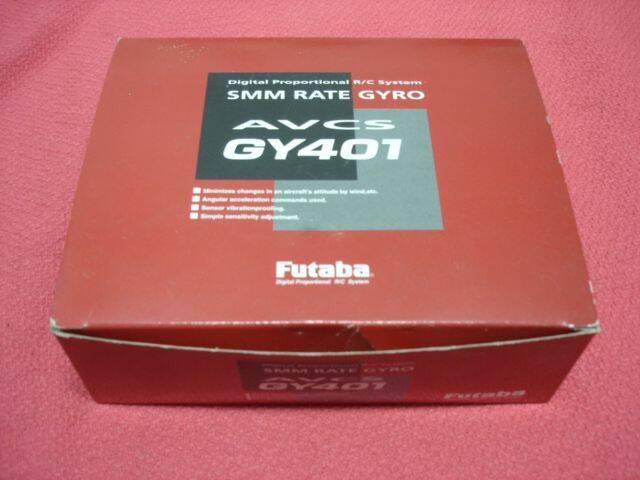 Digital Proportional R/C System
SMM RATE GYRO
AVCS
GY401
Minimizes changes in an aircraft's attitude by wind,etc.
Angular acceleration commands used.
Sensor vibrationproofing.
Simple sensitivity adjustment.
Futaba
Digital Proportional R/C System
SMM RATE GYRO
AVCS
GY401
Futaba